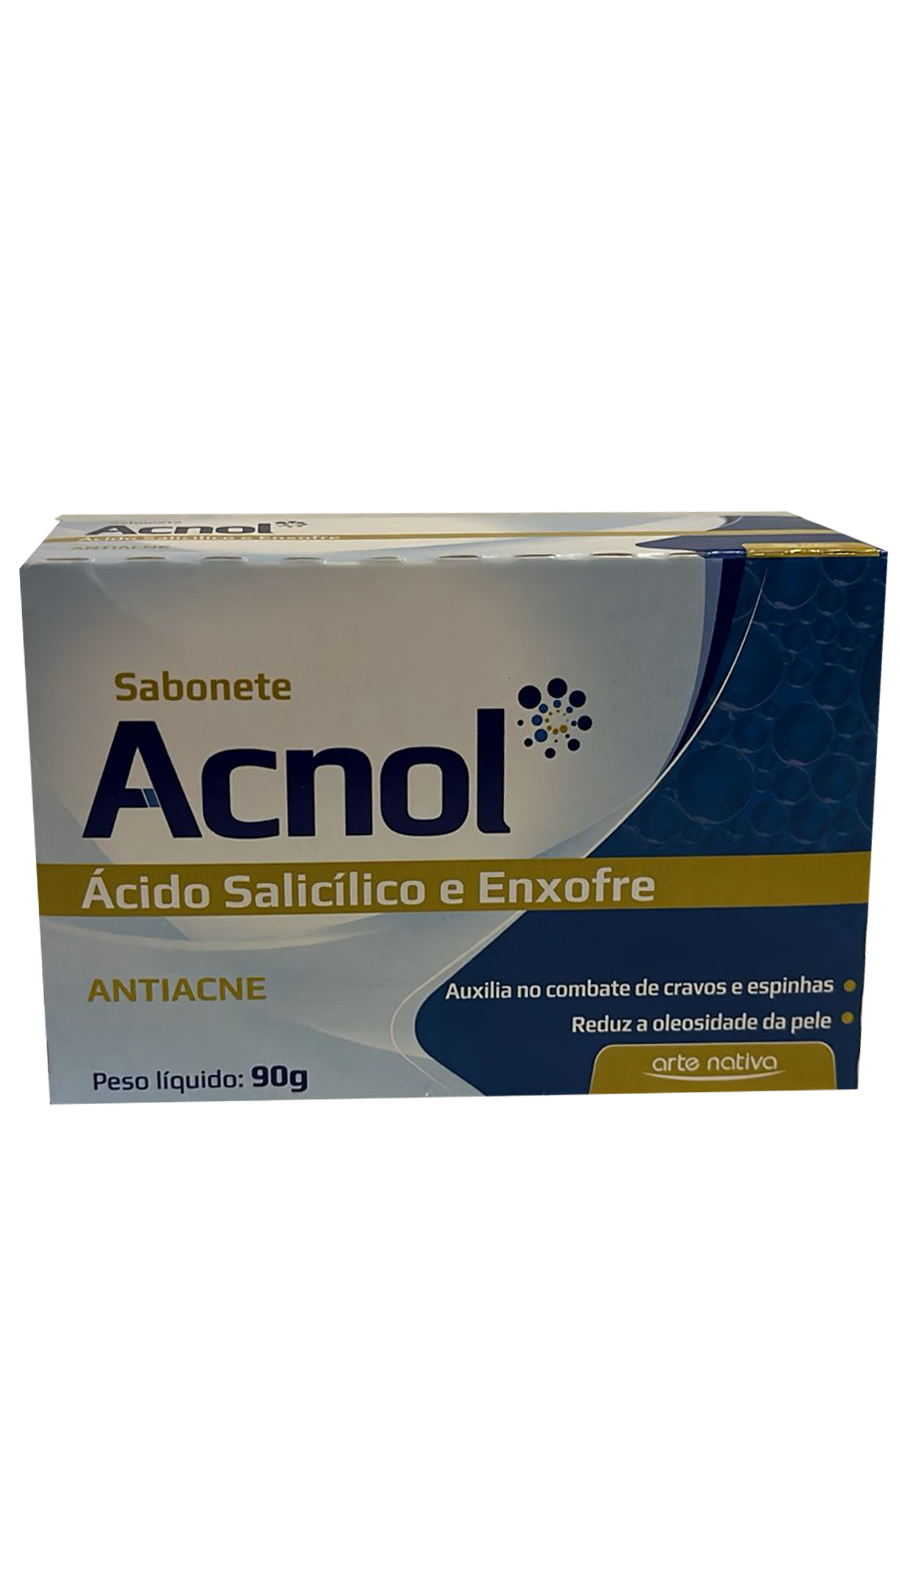 Sabonete
Acnol
Ácido Salicílico e Enxofre
ANTIACNE
Sabonete
Acnol
Ácido Salicílico e Enxofre
ANTIACNE
Auxilia no combate de cravos e espinhas
Reduz a oleosidade da pele
Peso líquido: 90g
arte nativa